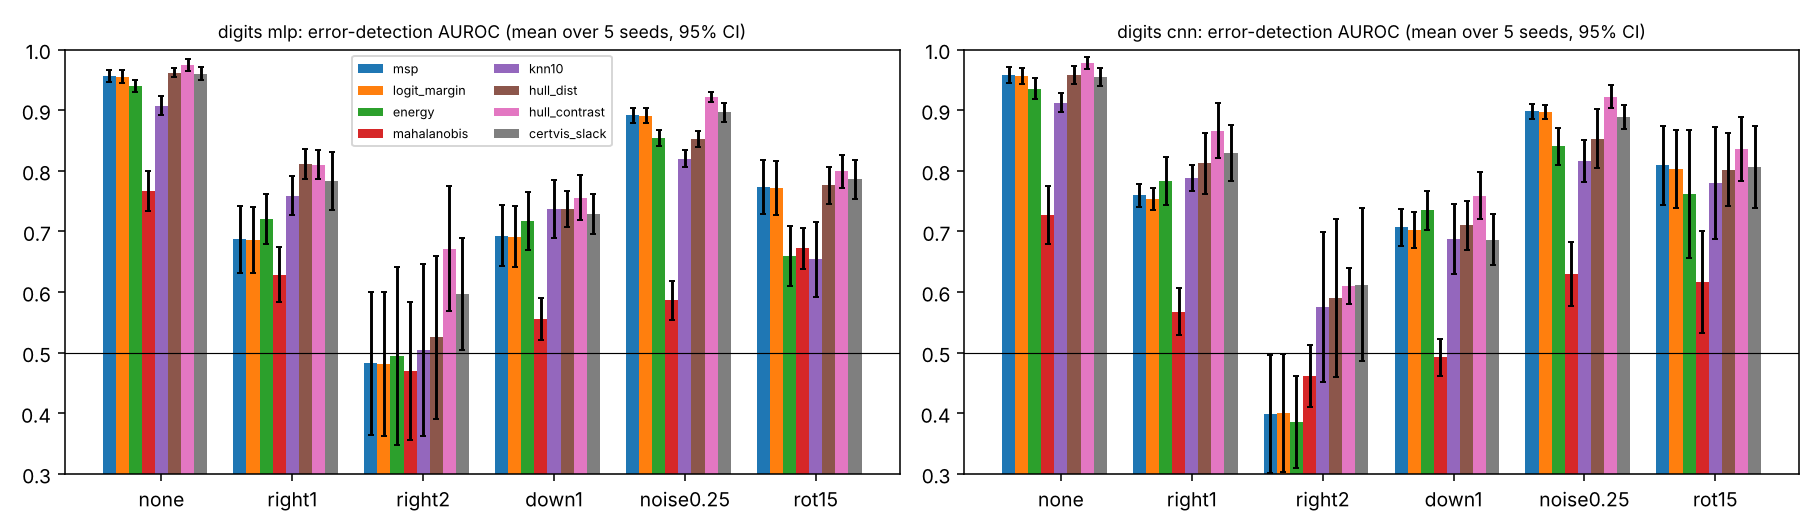 digits mlp: error-detection AUROC (mean over 5 seeds, 95% CI)
1.0
0.9
0.8
0.7
0.6
0.5
0.4
0.3
msp
logit_margin
energy
mahalanobis
knn10
hull_dist
hull_contrast
certvis_slack
none right1 right2 down1 noise0.25 rot15
digits cnn: error-detection AUROC (mean over 5 seeds, 95% CI)
1.0
0.9
0.8
0.7
0.6
0.5
0.4
0.3
none right1 right2 down1 noise0.25 rot15